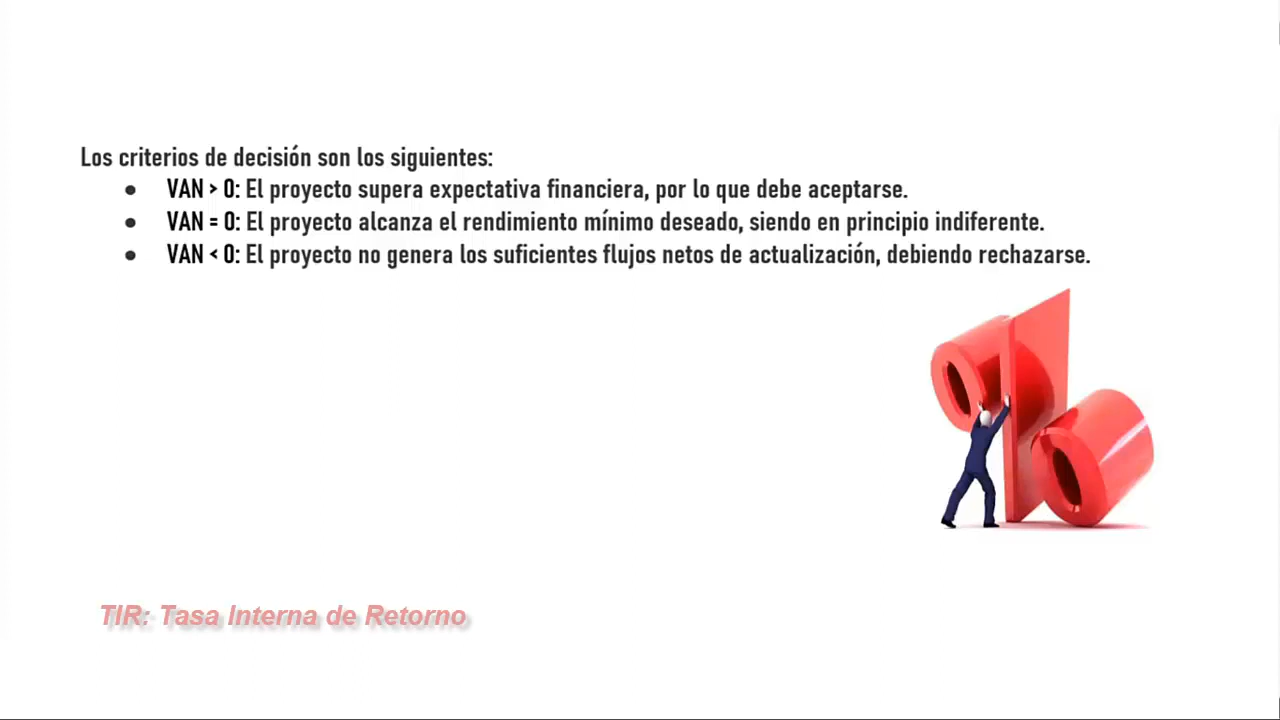 Los criterios de decisión son los siguientes:
● VAN > 0: El proyecto supera expectativa financiera, por lo que debe aceptarse.
● VAN = 0: El proyecto alcanza el rendimiento mínimo deseado, siendo en principio indiferente.
● VAN < 0: El proyecto no genera los suficientes flujos netos de actualización, debiendo rechazarse.
%
TIR: Tasa Interna de Retorno